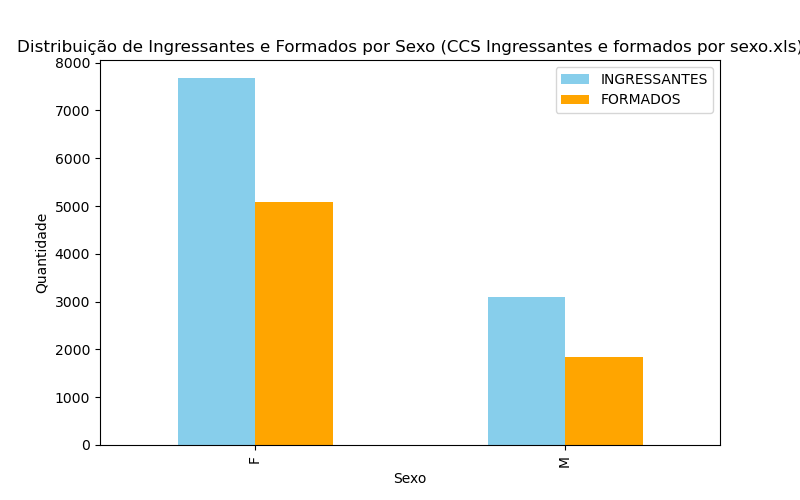 Distribuição de Ingressantes e Formados por Sexo (CCS Ingressantes e formados por sexo.xls)
INGRESSANTES
FORMADOS
8000
7000
6000
5000
4000
3000
2000
1000
0
Quantidade
F
M
Sexo